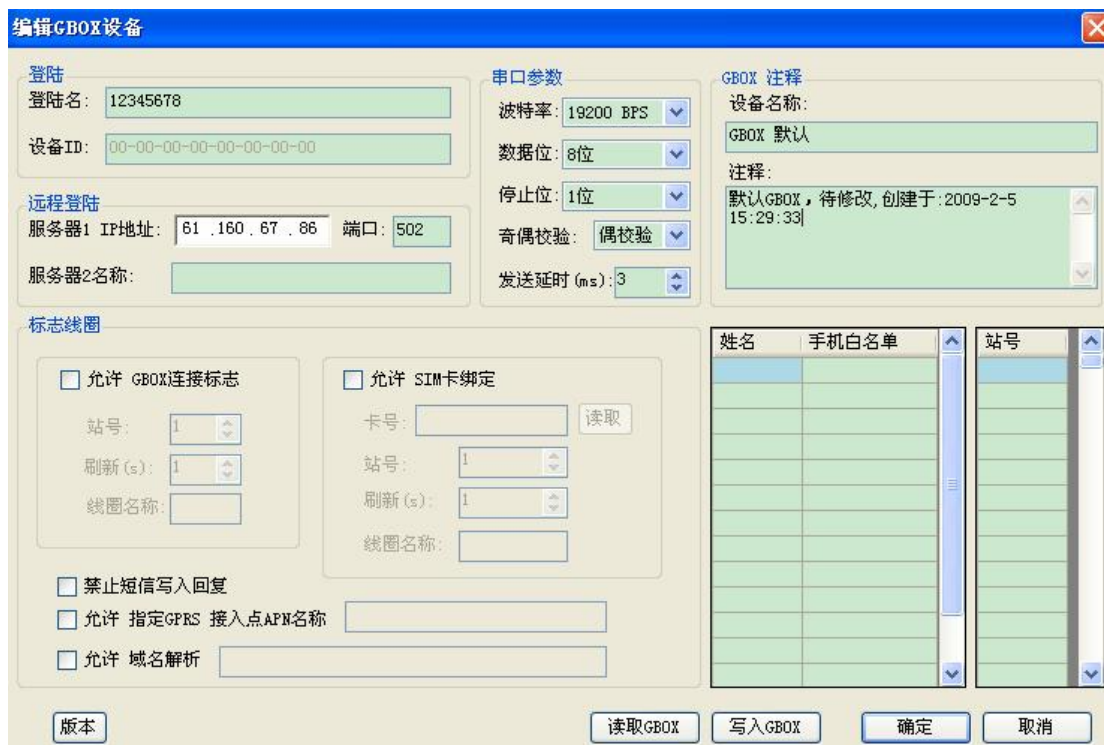 编辑GBOX设备
登陆
登陆名: 12345678
设备ID: 00-00-00-00-00-00-00-00
远程登陆
服务器1 IP地址: 61 .160 .67 . 86 端口: 502
服务器2名称:
串口参数
波特率: 19200 BPS
数据位: 8位
停止位: 1位
奇偶校验: 偶校验
发送延时(ms): 3
GBOX 注释
设备名称:
GBOX 默认
注释:
默认GBOX，待修改,创建于:2009-2-5
15:29:33
标志线圈
允许 GBOX连接标志
站号: 1
刷新(s): 1
线圈名称:
允许 SIM卡绑定
卡号: 读取
站号: 1
刷新(s): 1
线圈名称:
禁止短信写入回复
允许 指定GPRS 接入点APN名称
允许 域名解析
姓名 手机白名单
站号
版本 读取GBOX 写入GBOX 确定 取消